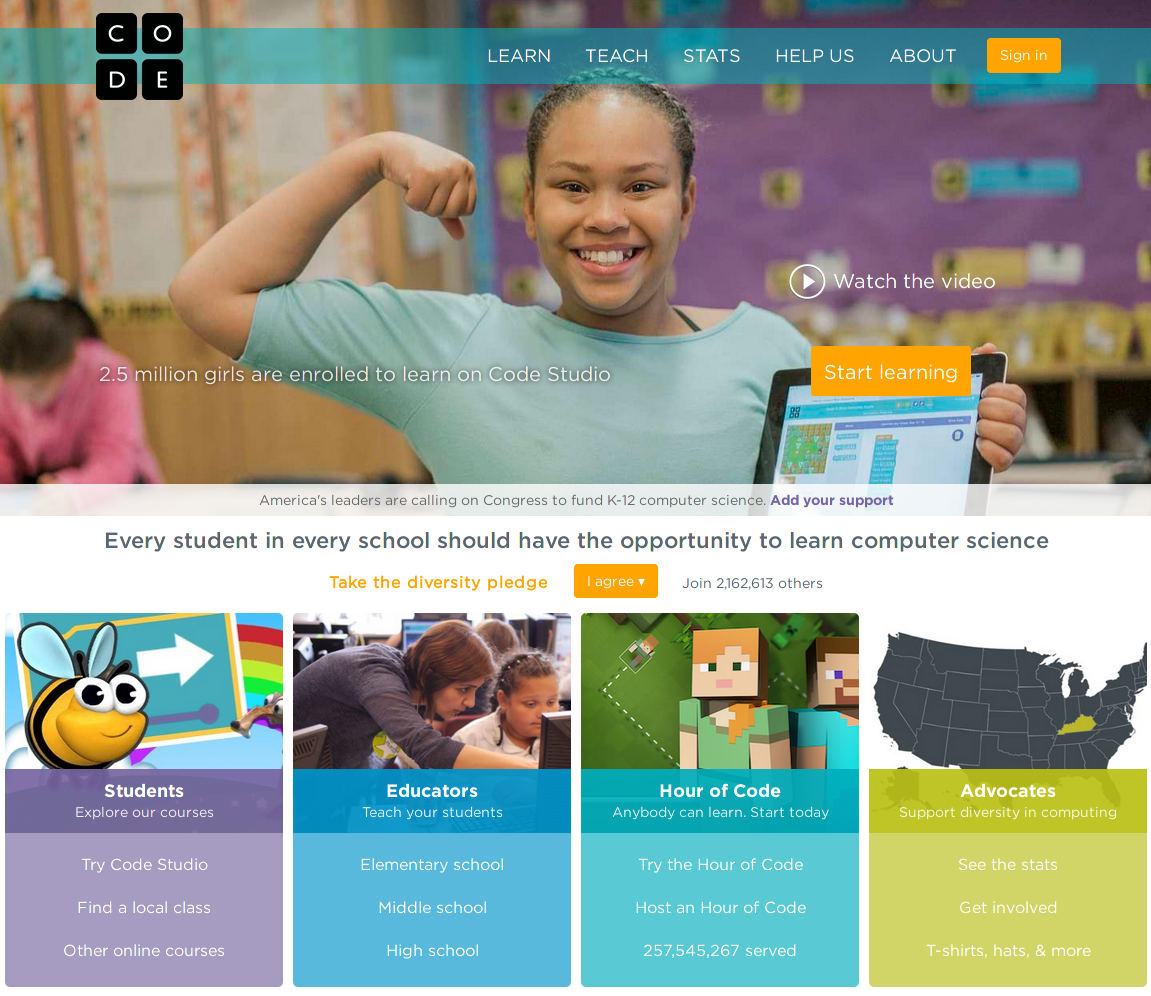 C O
D E
LEARN TEACH STATS HELP US ABOUT Sign in
Watch the video
2.5 million girls are enrolled to learn on Code Studio
Start learning
America's leaders are calling on Congress to fund K-12 computer science. Add your support
Every student in every school should have the opportunity to learn computer science
Take the diversity pledge I agree ▾ Join 2,162,613 others
Students
Explore our courses
Try Code Studio
Find a local class
Other online courses
Educators
Teach your students
Elementary school
Middle school
High school
Hour of Code
Anybody can learn. Start today
Try the Hour of Code
Host an Hour of Code
257,545,267 served
Advocates
Support diversity in computing
See the stats
Get involved
T-shirts, hats, & more